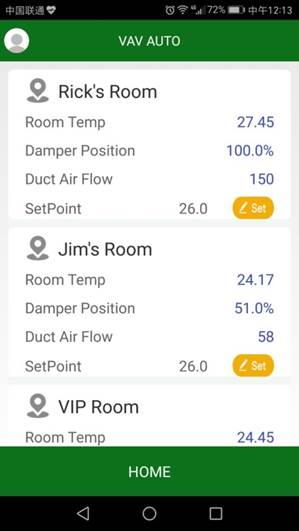 中国联通 4G 72% 中午12:13
VAV AUTO
Rick's Room
Room Temp 27.45
Damper Position 100.0%
Duct Air Flow 150
SetPoint 26.0 Set
Jim's Room
Room Temp 24.17
Damper Position 51.0%
Duct Air Flow 58
SetPoint 26.0 Set
VIP Room
Room Temp 24.45
HOME